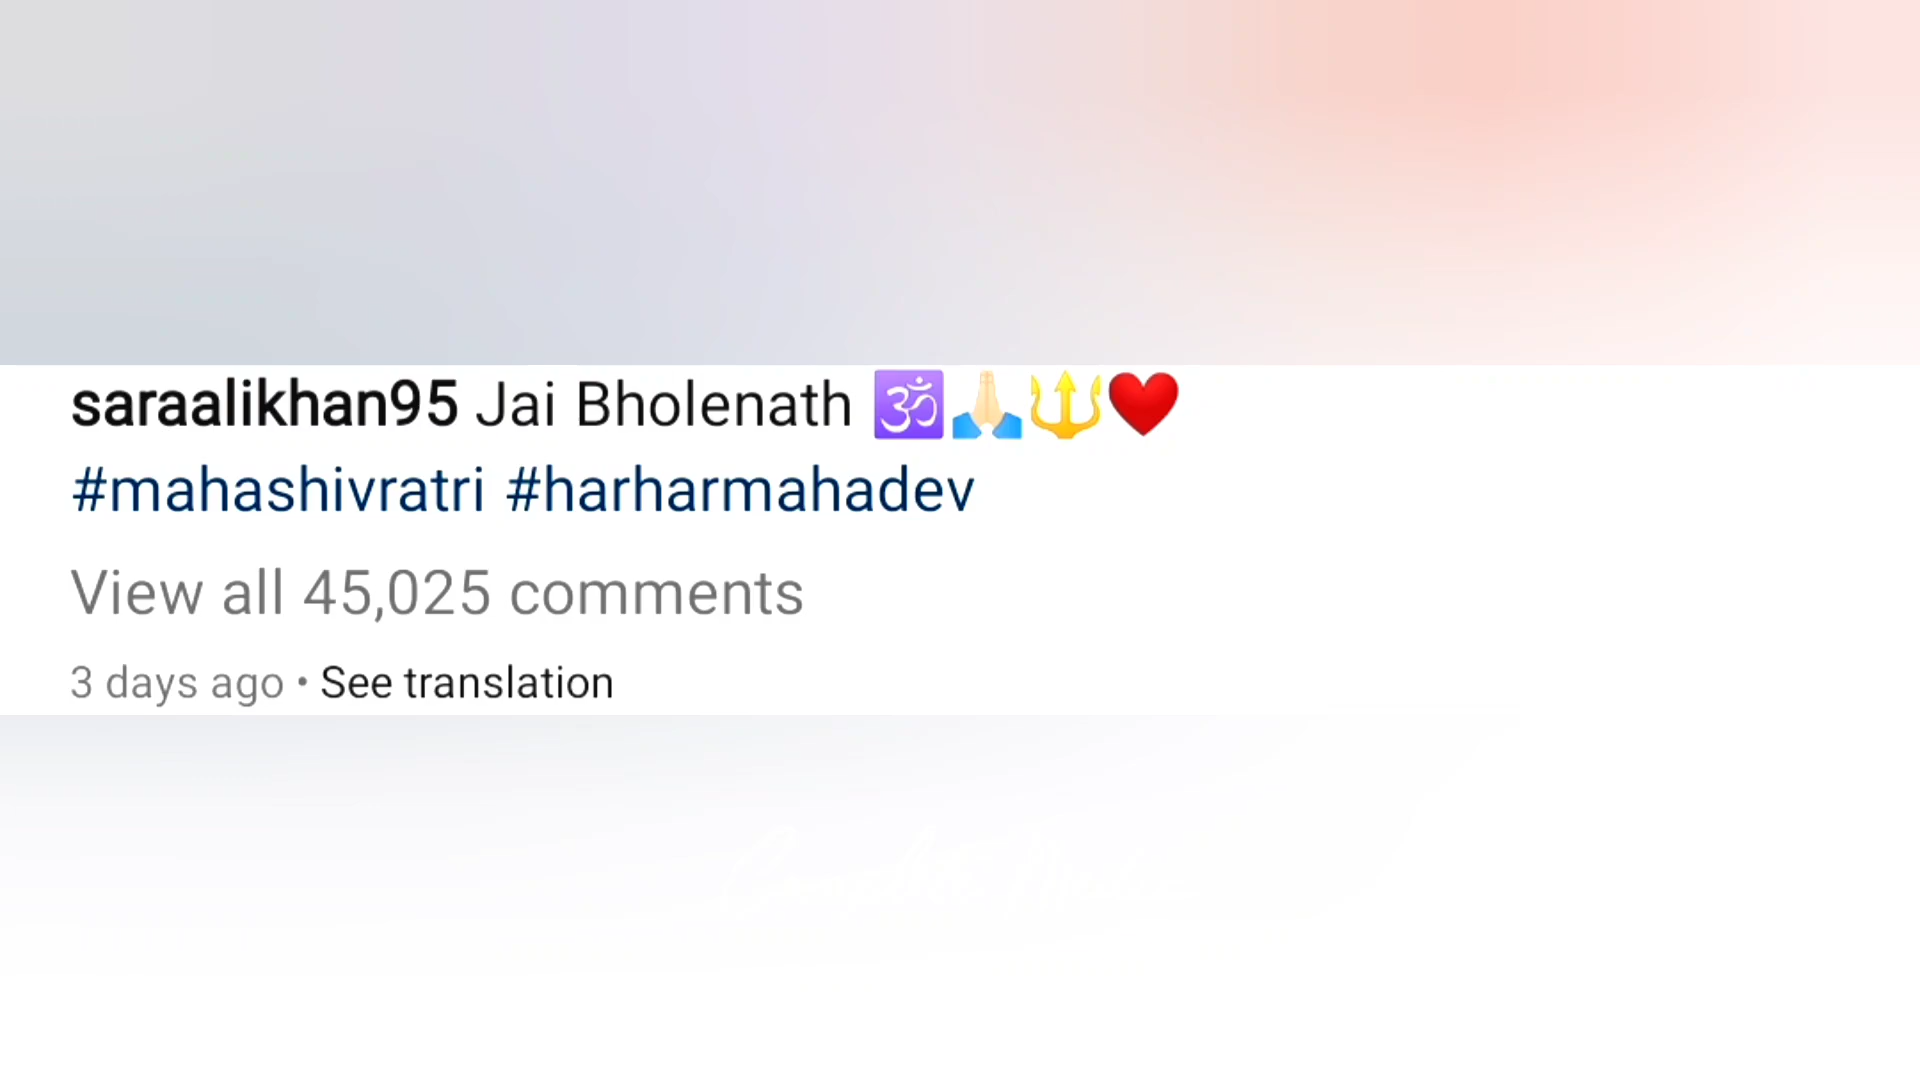 saraalikhan95 Jai Bholenath 🕉🙏🏻🔱❤️
#mahashivratri #harharmahadev
View all 45,025 comments
3 days ago • See translation